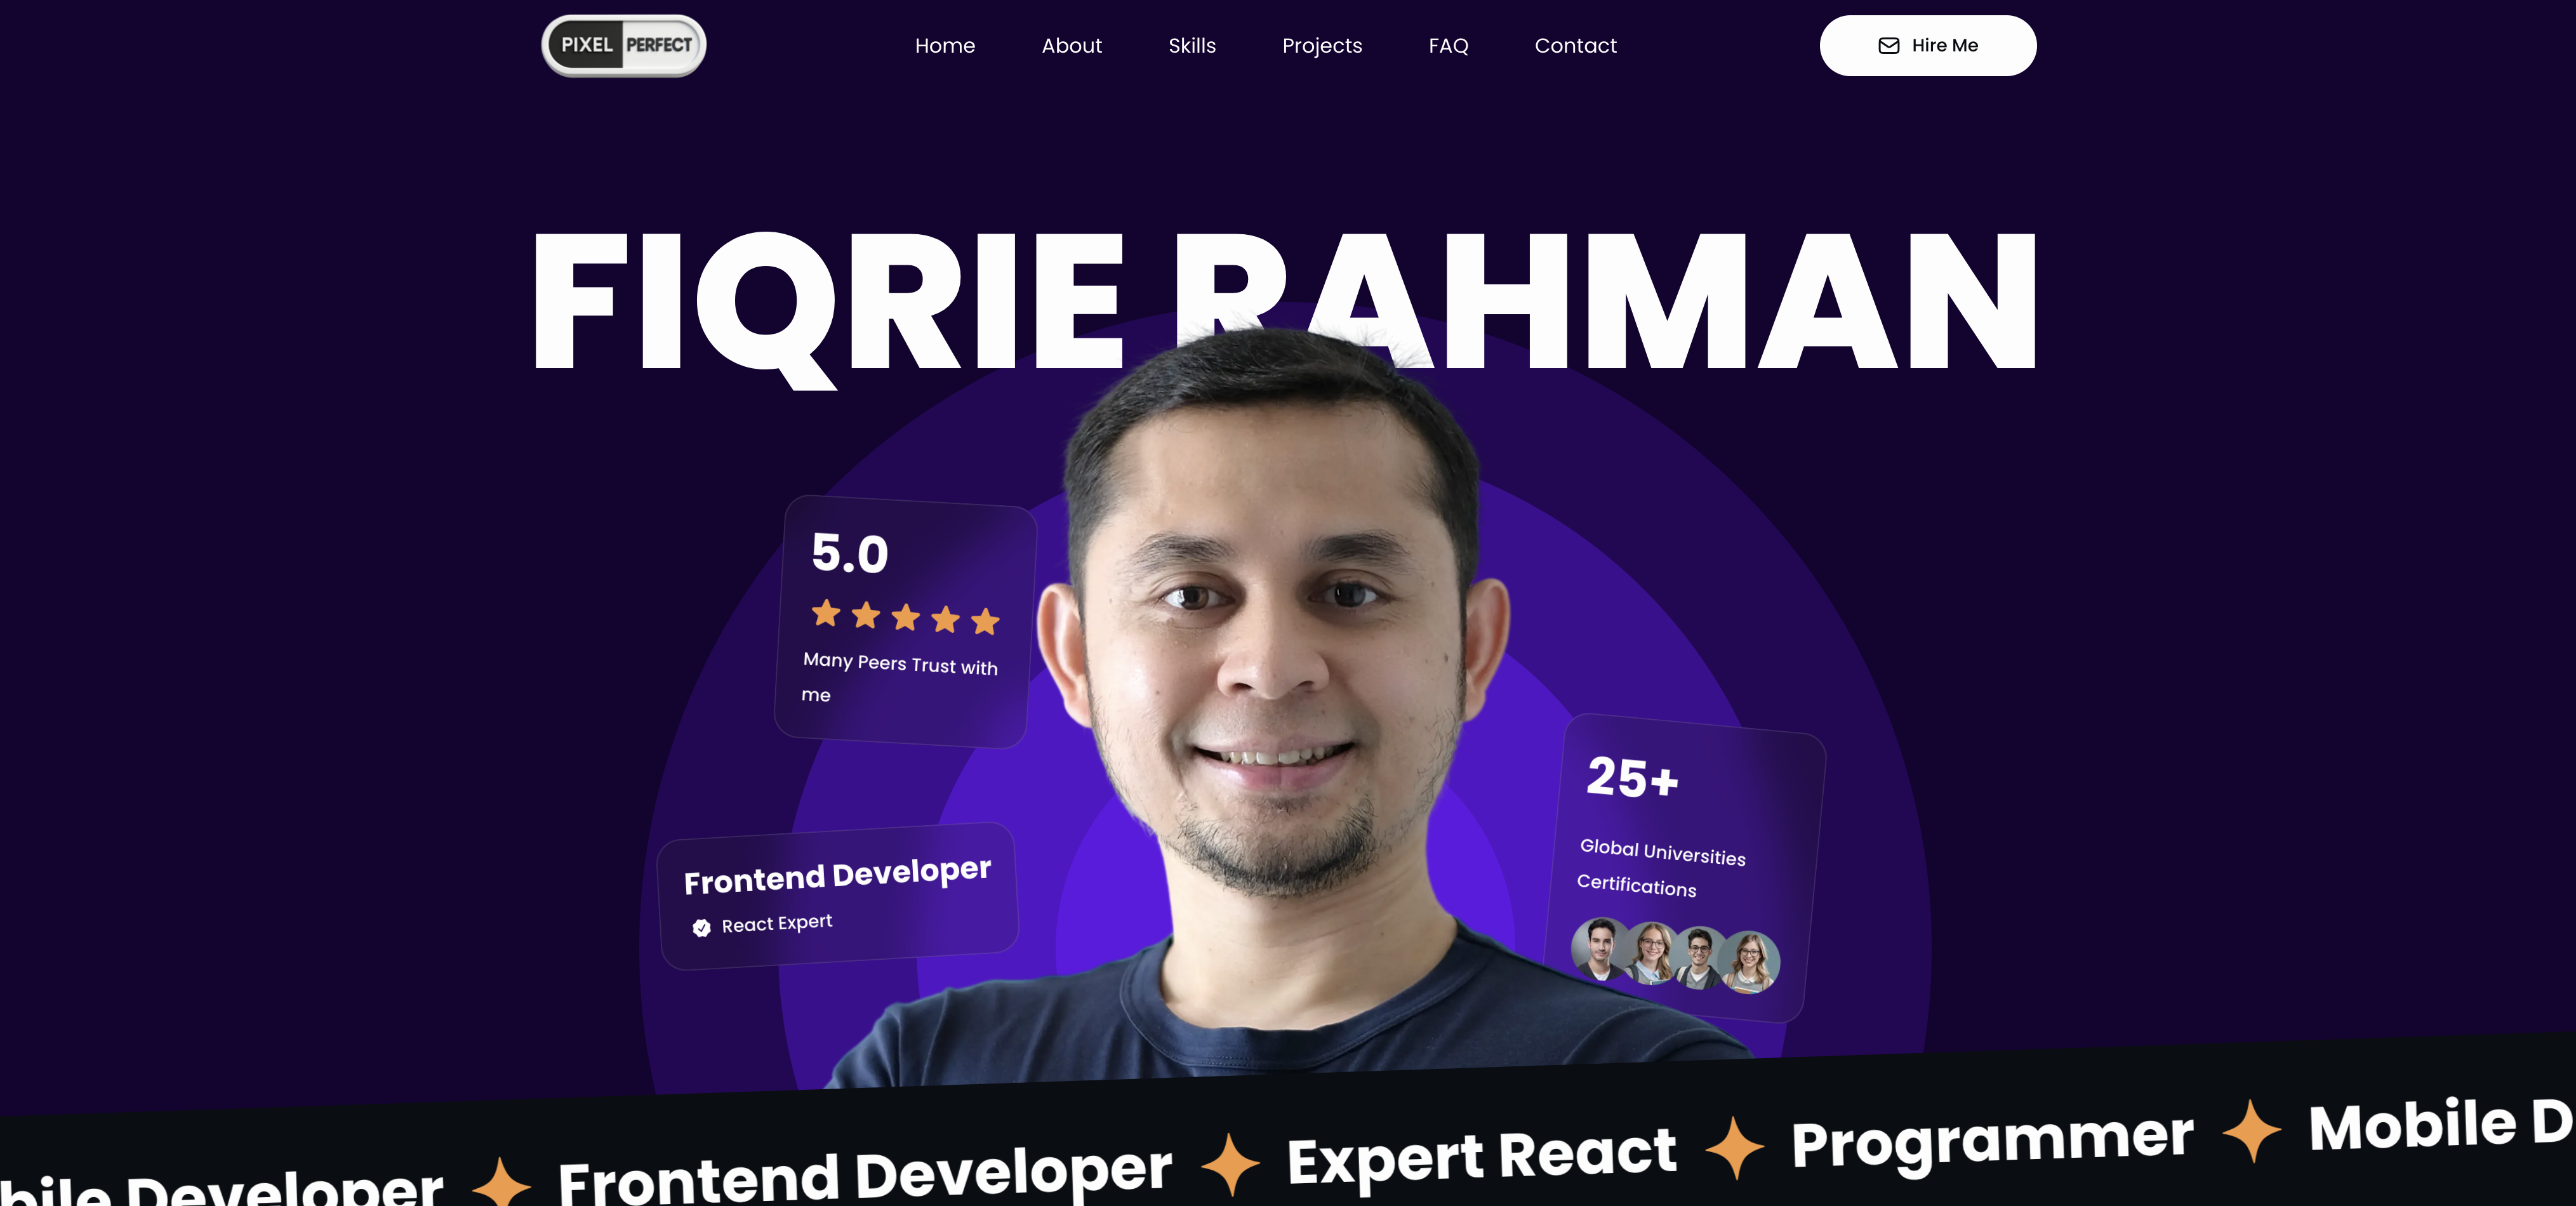 PIXEL PERFECT
Home About Skills Projects FAQ Contact
Hire Me
FIQRIE RAHMAN
5.0
Many Peers Trust with
me
25+
Global Universities
Certifications
Frontend Developer
React Expert
bile Developer Frontend Developer Expert React Programmer Mobile D